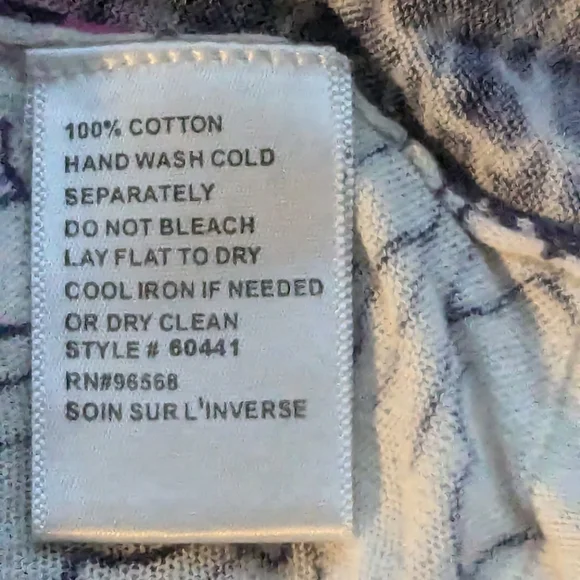 100% COTTON
HAND WASH COLD
SEPARATELY
DO NOT BLEACH
LAY FLAT TO DRY
COOL IRON IF NEEDED
OR DRY CLEAN
STYLE # 60441
RN#96568
SOIN SUR L'INVERSE